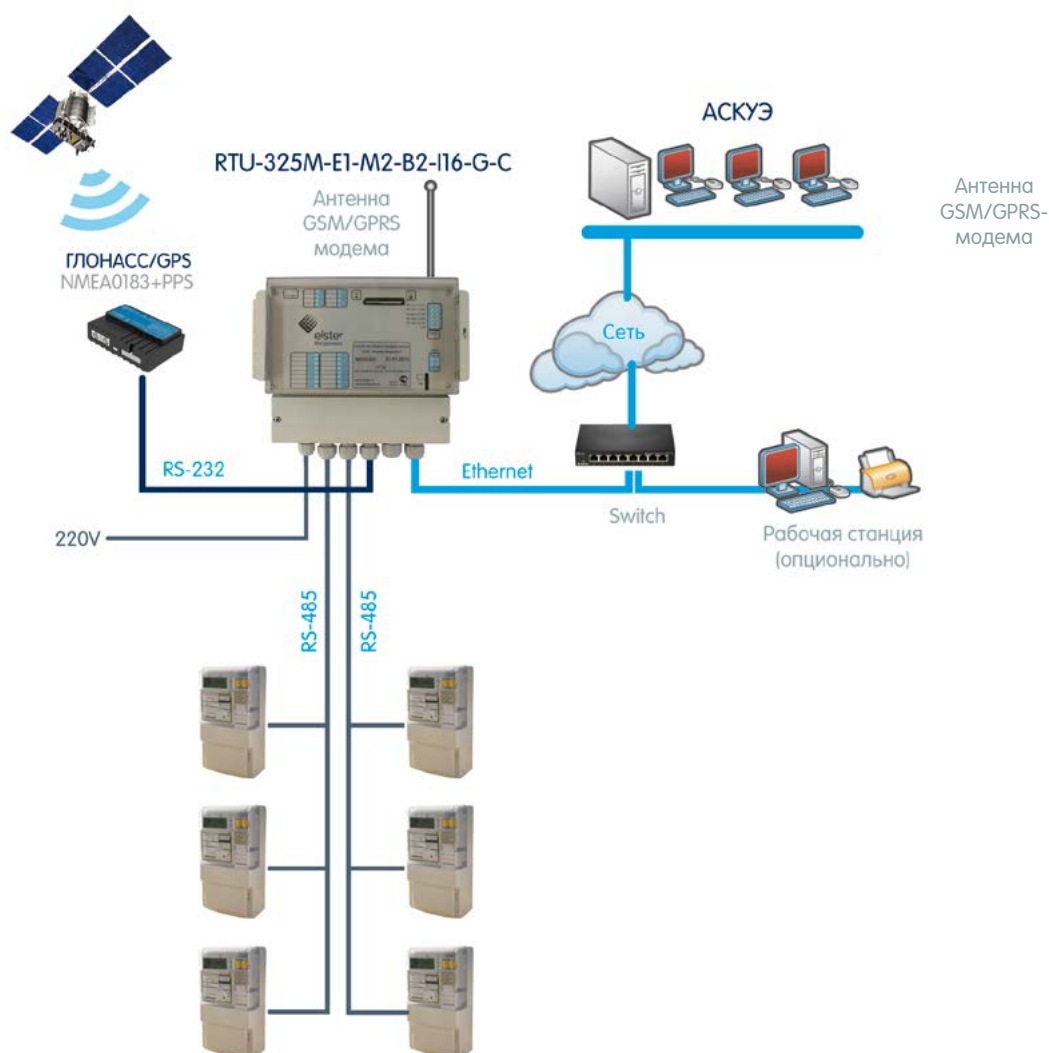 АСКУЭ
RTU-325M-E1-M2-B2-I16-G-C
Антенна
GSM/GPRS
модема
Антенна
GSM/GPRS-
модема
ГЛОНАСС/GPS
NMEA0183+PPS
elster
Сеть
RS-232
Ethernet
Switch
220V
Рабочая станция
(опционально)
RS-485
RS-485